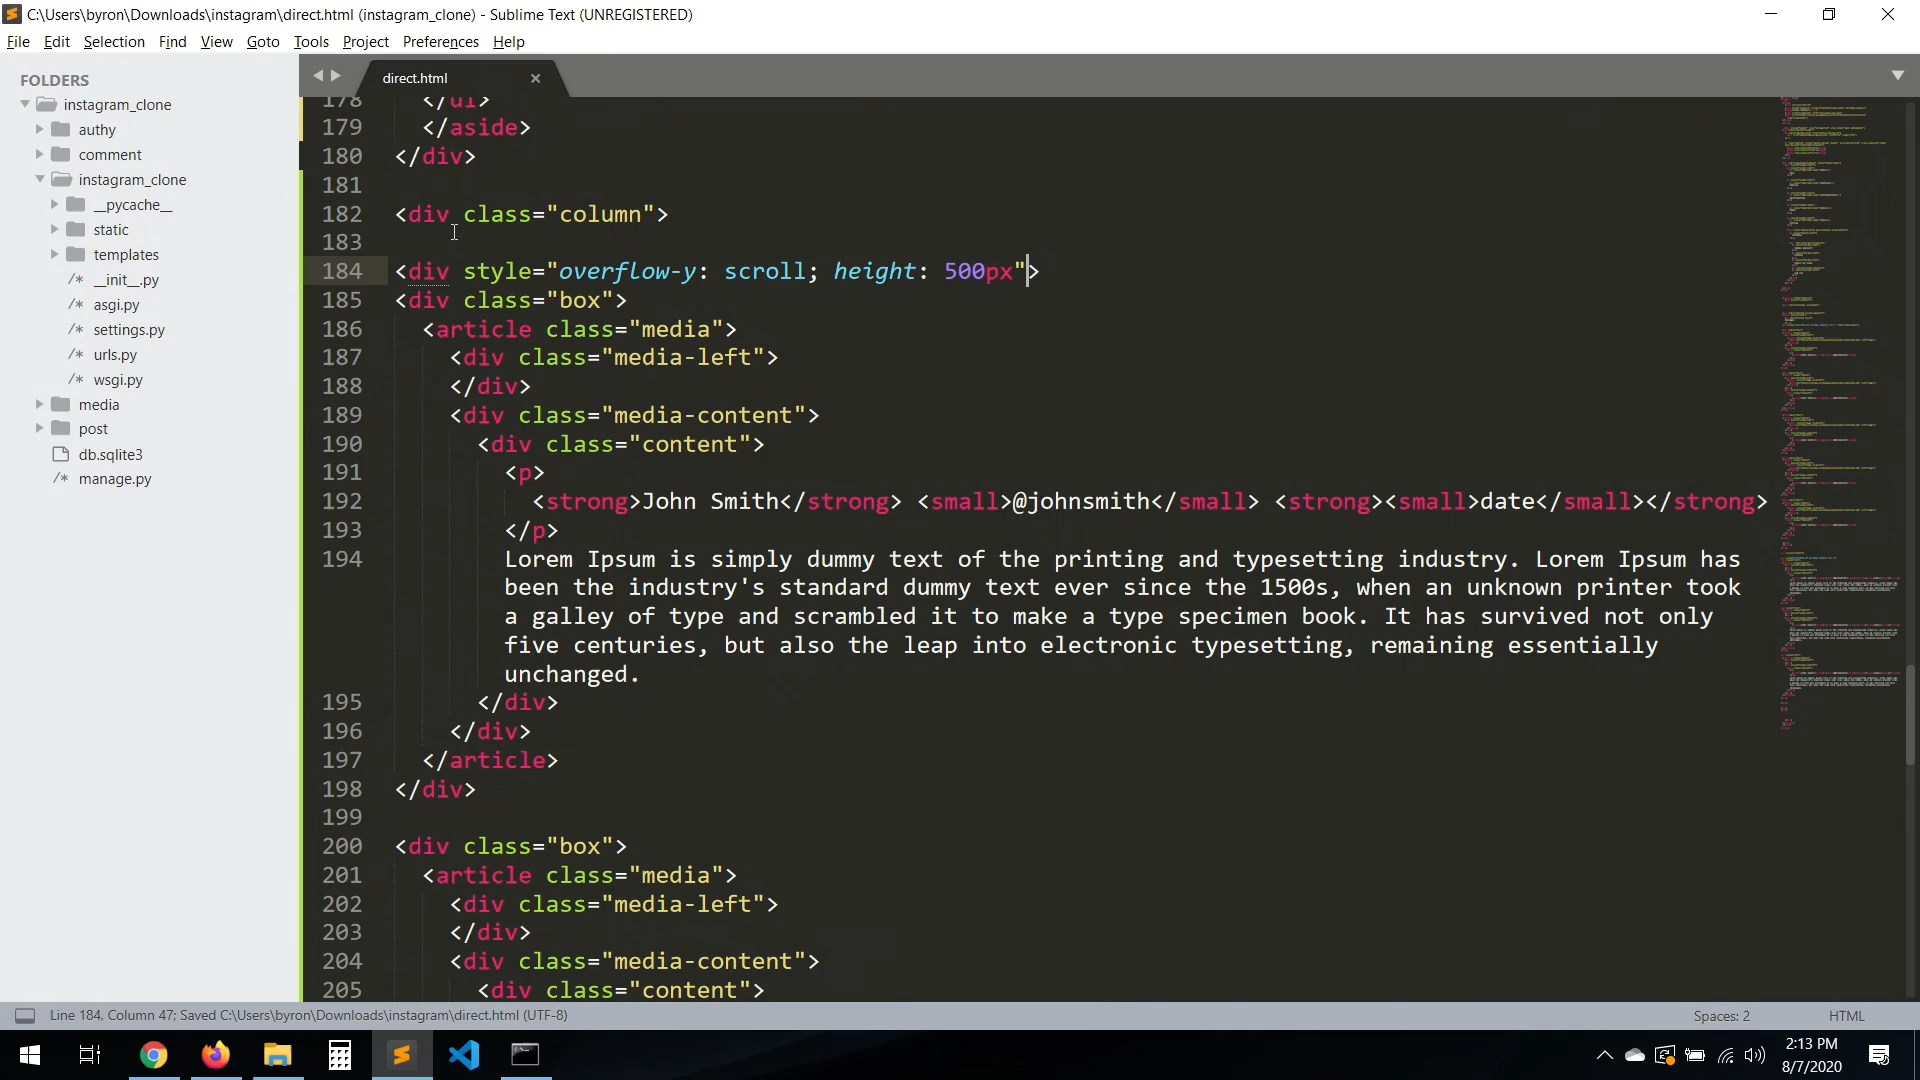 C:\Users\byron\Downloads\instagram\direct.html (instagram_clone) - Sublime Text (UNREGISTERED)
File Edit Selection Find View Goto Tools Project Preferences Help
FOLDERS
instagram_clone
authy
comment
instagram_clone
__pycache__
static
templates
/* __init__.py
/* asgi.py
/* settings.py
/* urls.py
/* wsgi.py
media
post
db.sqlite3
/* manage.py
direct.html
178 </ul>
179 </aside>
180 </div>
181
182 <div class="column">
183
184 <div style="overflow-y: scroll; height: 500px">
185 <div class="box">
186 <article class="media">
187 <div class="media-left">
188 </div>
189 <div class="media-content">
190 <div class="content">
191 <p>
192 <strong>John Smith</strong> <small>@johnsmith</small> <strong><small>date</small></strong>
193 </p>
194 Lorem Ipsum is simply dummy text of the printing and typesetting industry. Lorem Ipsum has
been the industry's standard dummy text ever since the 1500s, when an unknown printer took
a galley of type and scrambled it to make a type specimen book. It has survived not only
five centuries, but also the leap into electronic typesetting, remaining essentially
unchanged.
195 </div>
196 </div>
197 </article>
198 </div>
199
200 <div class="box">
201 <article class="media">
202 <div class="media-left">
203 </div>
204 <div class="media-content">
205 <div class="content">
Line 184, Column 47; Saved C:\Users\byron\Downloads\instagram\direct.html (UTF-8)
Spaces: 2
HTML
2:13 PM
8/7/2020